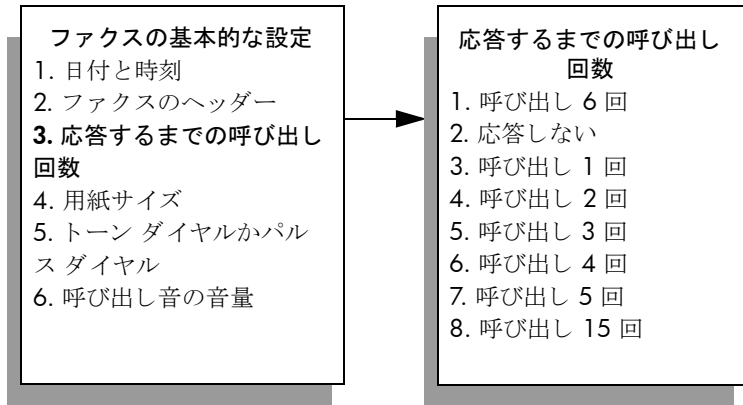 ファクスの基本的な設定
1. 日付と時刻
2. ファクスのヘッダー
3. 応答するまでの呼び出し
回数
4. 用紙サイズ
5. トーン ダイヤルかパル
ス ダイヤル
6. 呼び出し音の音量
応答するまでの呼び出し
回数
1. 呼び出し 6 回
2. 応答しない
3. 呼び出し 1 回
4. 呼び出し 2 回
5. 呼び出し 3 回
6. 呼び出し 4 回
7. 呼び出し 5 回
8. 呼び出し 15 回